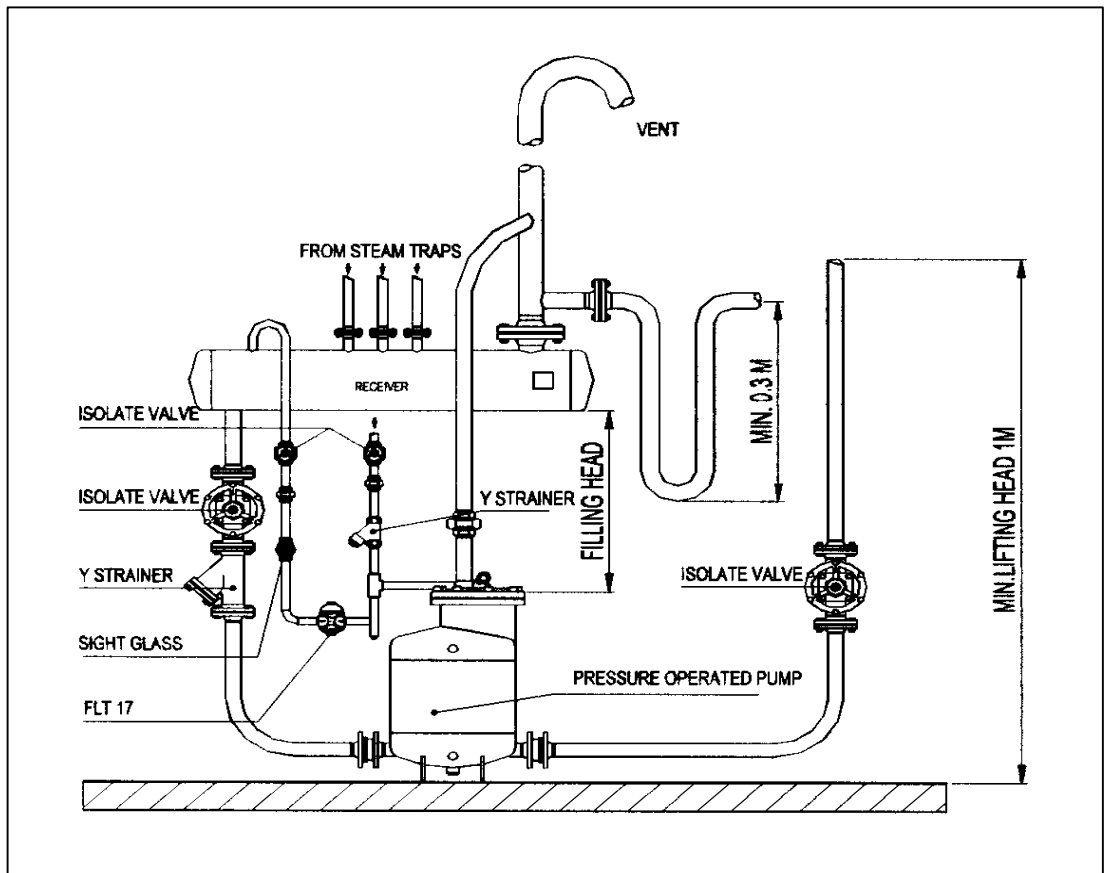 VENT
FROM STEAM TRAPS
RECEIVER
ISOLATE VALVE
ISOLATE VALVE
Y STRAINER
Y STRAINER
SIGHT GLASS
FLT 17
FILLING HEAD
MIN. 0.3 M
MIN.LIFTING HEAD 1M
ISOLATE VALVE
PRESSURE OPERATED PUMP